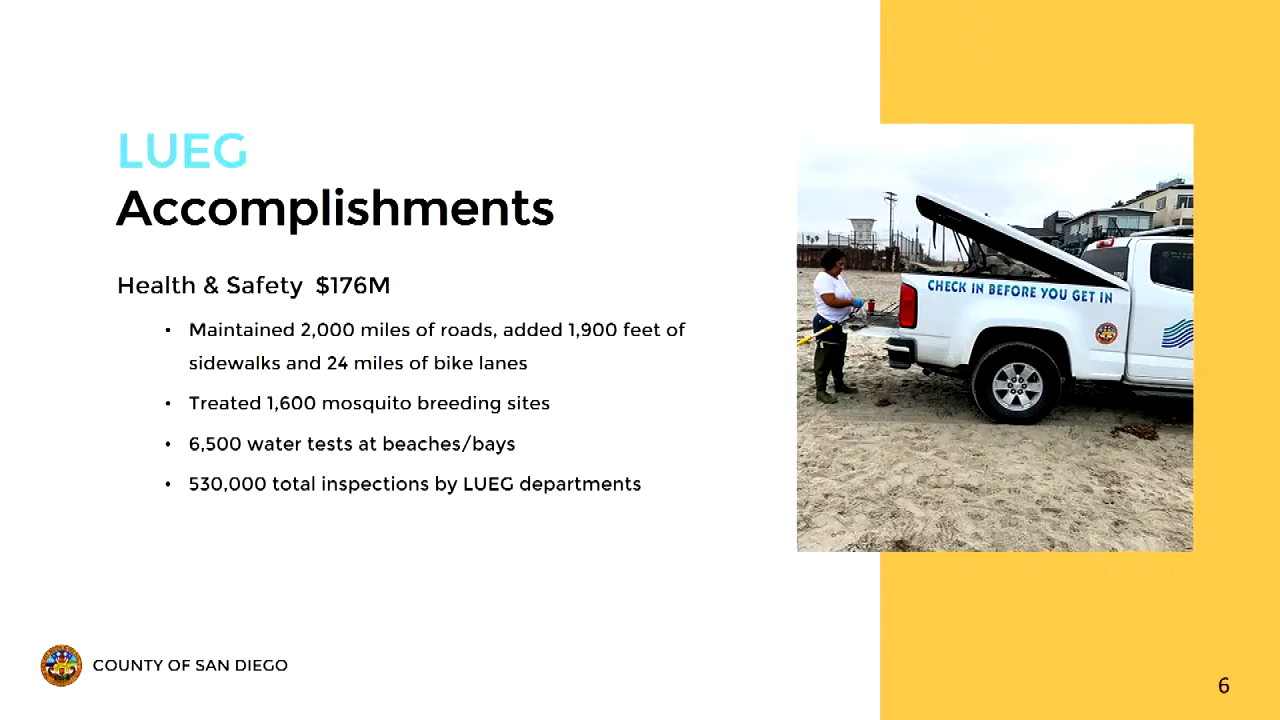 LUEG
Accomplishments
Health & Safety $176M
• Maintained 2,000 miles of roads, added 1,900 feet of
sidewalks and 24 miles of bike lanes
• Treated 1,600 mosquito breeding sites
• 6,500 water tests at beaches/bays
• 530,000 total inspections by LUEG departments
CHECK IN BEFORE YOU GET IN
COUNTY OF SAN DIEGO
6